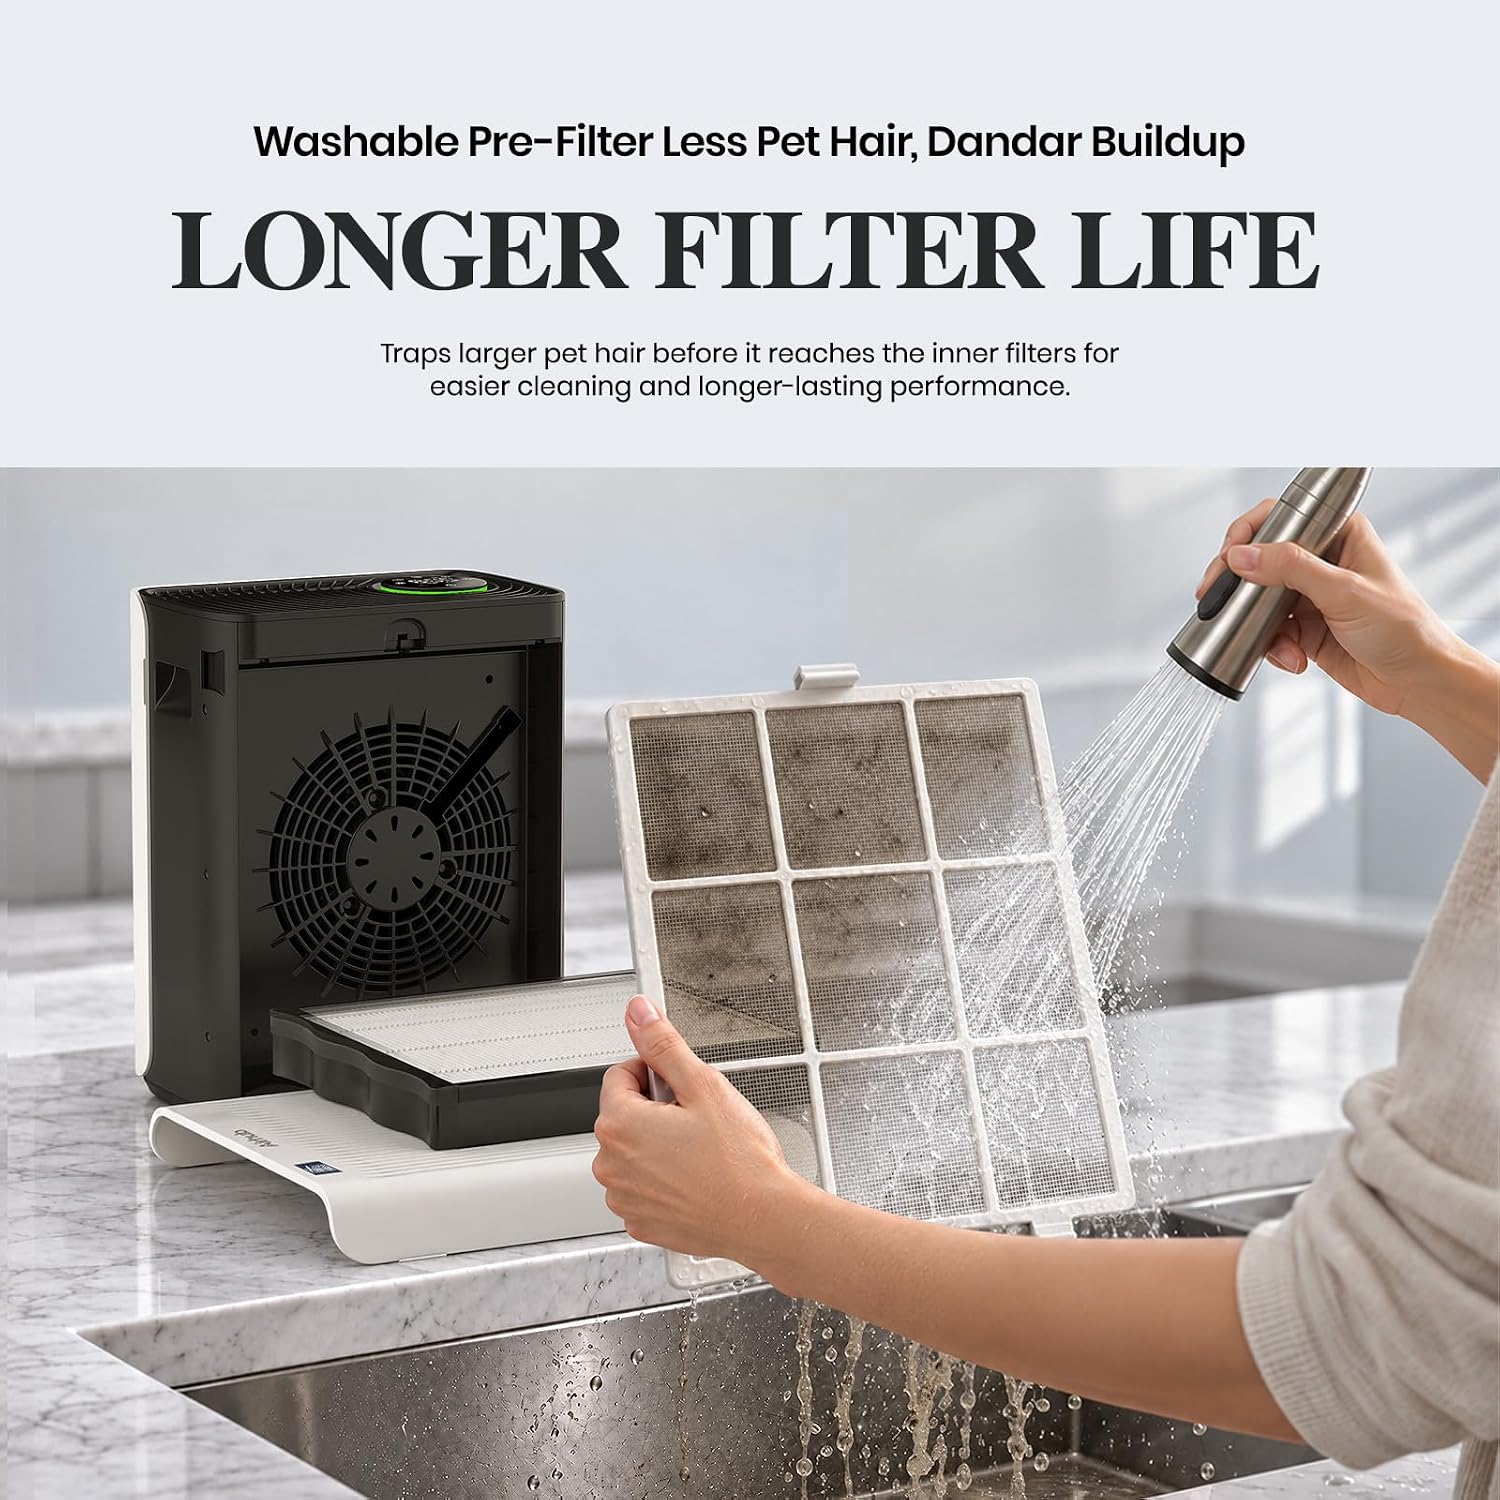 Washable Pre-Filter Less Pet Hair, Dandar Buildup
LONGER FILTER LIFE
Traps larger pet hair before it reaches the inner filters for
easier cleaning and longer-lasting performance.